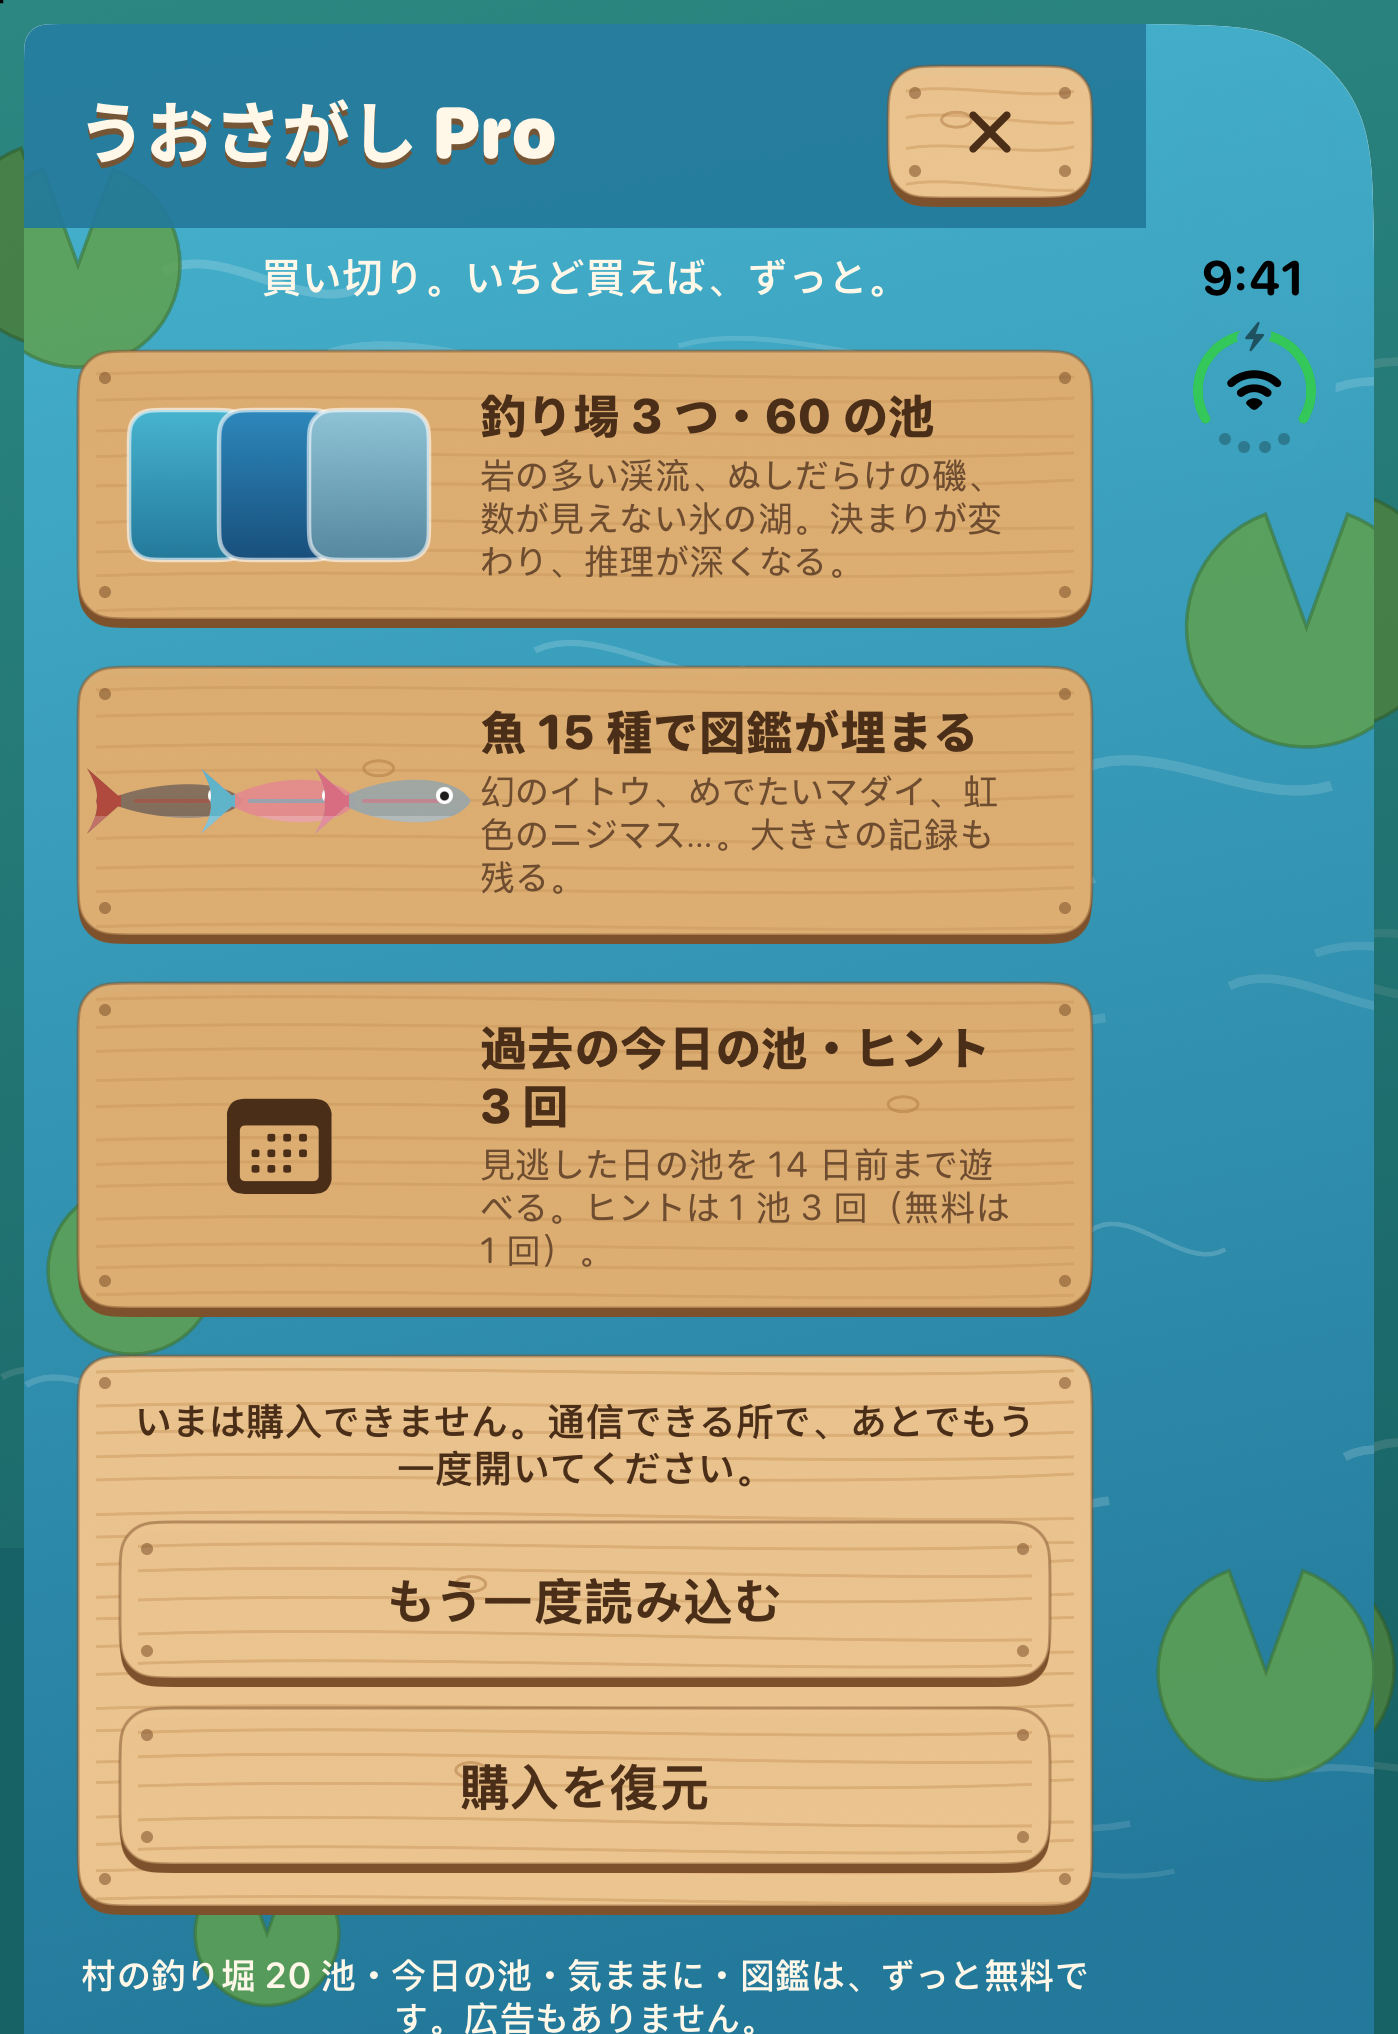 うおさがし Pro
買い切り。いちど買えば、ずっと。
9:41
釣り場 3 つ・60 の池
岩の多い渓流、ぬしだらけの磯、
数が見えない氷の湖。決まりが変
わり、推理が深くなる。
魚 15 種で図鑑が埋まる
幻のイトウ、めでたいマダイ、虹
色のニジマス…。大きさの記録も
残る。
過去の今日の池・ヒント
3 回
見逃した日の池を 14 日前まで遊
べる。ヒントは 1 池 3 回（無料は
1 回）。
いまは購入できません。通信できる所で、あとでもう
一度開いてください。
もう一度読み込む
購入を復元
村の釣り堀 20 池・今日の池・気ままに・図鑑は、ずっと無料で
す。広告もありません。